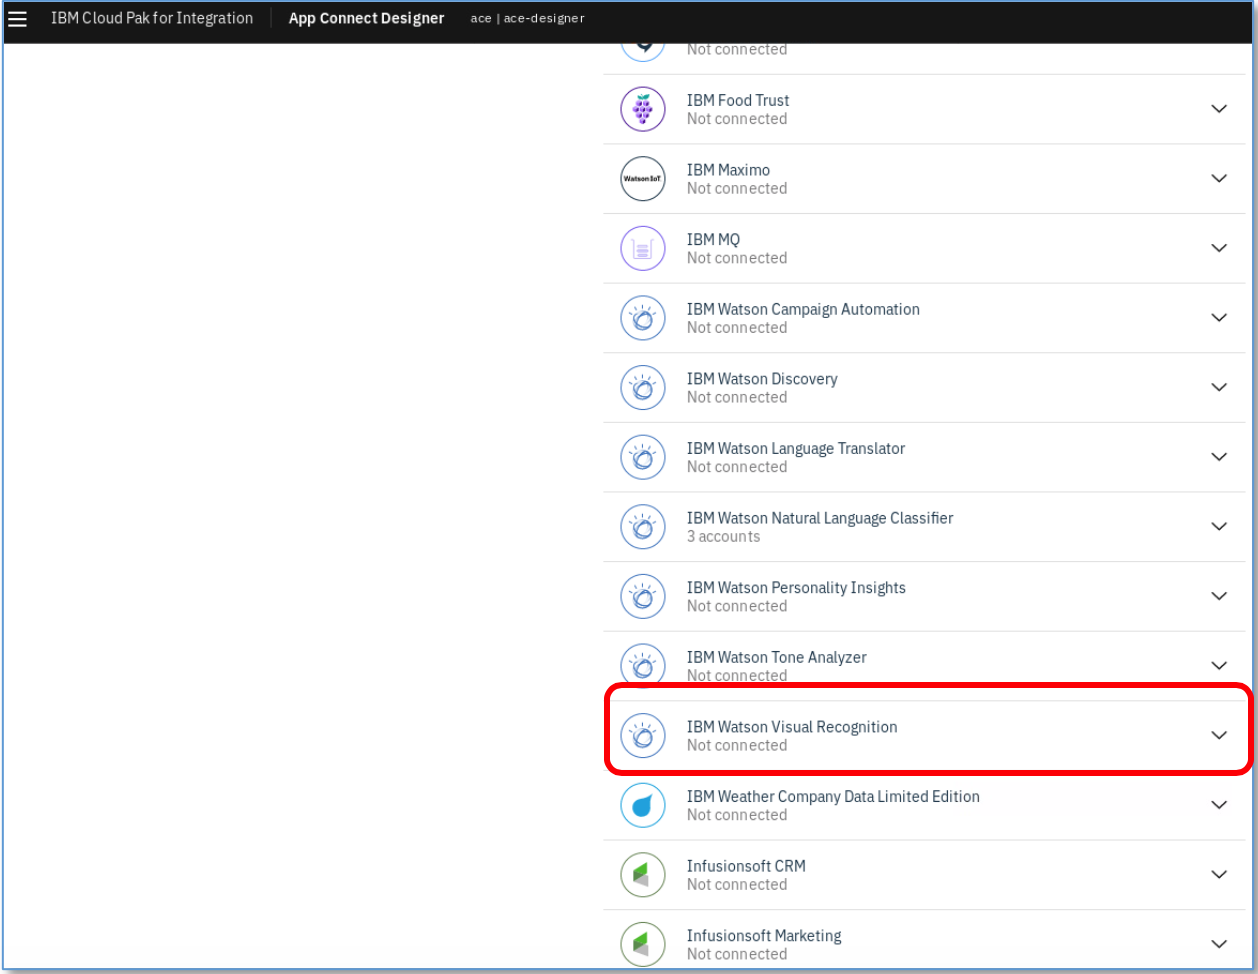 IBM Cloud Pak for Integration App Connect Designer ace | ace-designer
Not connected
IBM Food Trust
Not connected
Watson IoT
IBM Maximo
Not connected
IBM MQ
Not connected
IBM Watson Campaign Automation
Not connected
IBM Watson Discovery
Not connected
IBM Watson Language Translator
Not connected
IBM Watson Natural Language Classifier
3 accounts
IBM Watson Personality Insights
Not connected
IBM Watson Tone Analyzer
Not connected
IBM Watson Visual Recognition
Not connected
IBM Weather Company Data Limited Edition
Not connected
Infusionsoft CRM
Not connected
Infusionsoft Marketing
Not connected